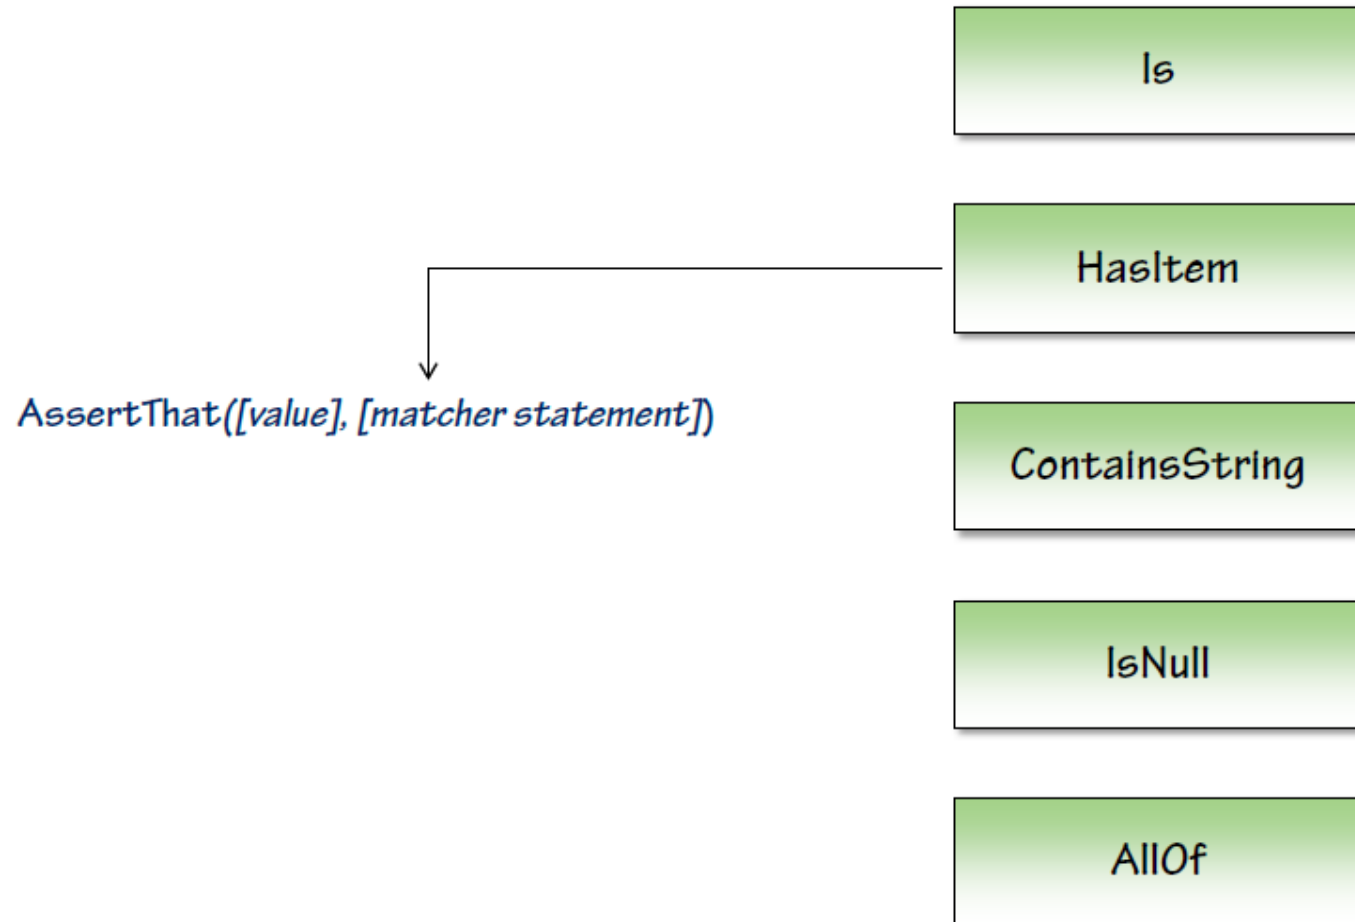 Is
HasItem
AssertThat([value], [matcher statement])
ContainsString
IsNull
AllOf